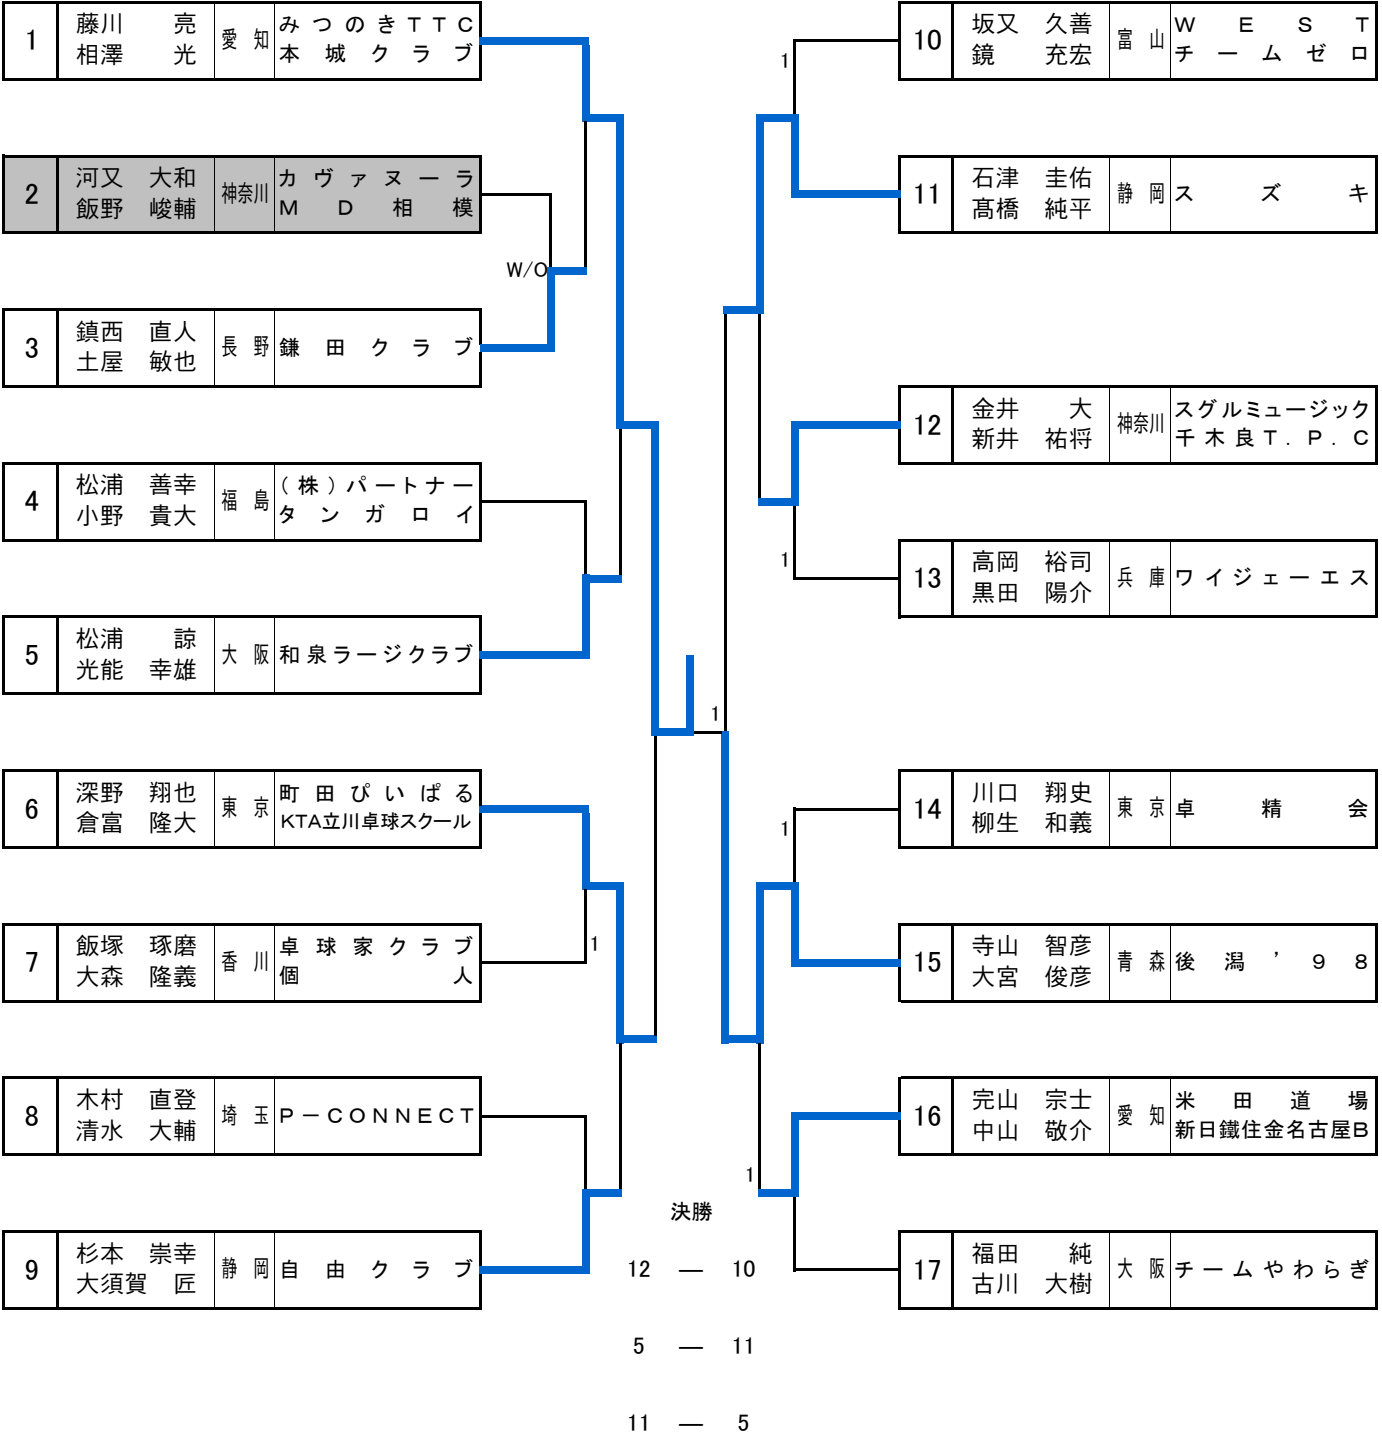 1 藤川 亮 愛知 みつのきTTC
相澤 光 本城クラブ
2 河又 大和 神奈川 カヴァヌーラ
飯野 峻輔 MD相模
W/O
3 鎮西 直人 長野 鎌田クラブ
土屋 敏也
4 松浦 善幸 福島 (株)パートナー
小野 貴大 タンガロイ
5 松浦 諒 大阪 和泉ラージクラブ
光能 幸雄
6 深野 翔也 東京 町田ぴいぱる
倉富 隆大 KTA立川卓球スクール
7 飯塚 琢磨 香川 卓球家クラブ
大森 隆義 個人
1
8 木村 直登 埼玉 P-CONNECT
清水 大輔
9 杉本 崇幸 静岡 自由クラブ
大須賀 匠
1
10 坂又 久善 富山 WEST
鏡 充宏 チームゼロ
1
11 石津 圭佑 静岡 スズキ
髙橋 純平
12 金井 大 神奈川 スグルミュージック
新井 祐将 千木良T.P.C
1
13 高岡 裕司 兵庫 ワイジェーエス
黒田 陽介
14 川口 翔史 東京 卓精会
柳生 和義
1
15 寺山 智彦 青森 後潟'98
大宮 俊彦
16 完山 宗士 愛知 米田道場
中山 敬介 新日鐵住金名古屋B
1
17 福田 純 大阪 チームやわらぎ
古川 大樹
決勝
12 — 10
5 — 11
11 — 5